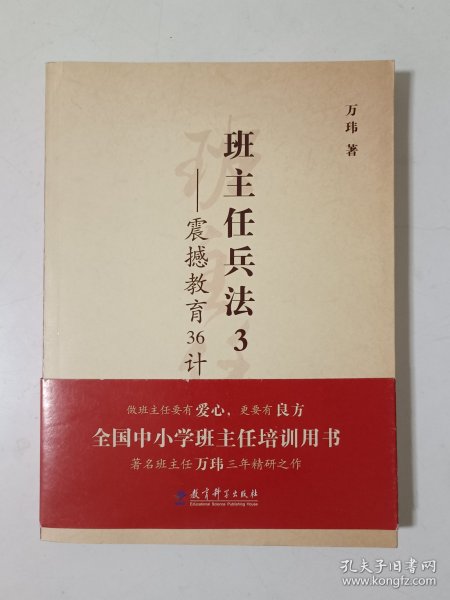 万玮 著
班主任兵法3
——震撼教育36计
做班主任要有爱心，更要有良方
全国中小学班主任培训用书
著名班主任万玮三年精研之作
教育科学出版社
Educational Science Publishing House
孔夫子旧书网
www.kongfz.com